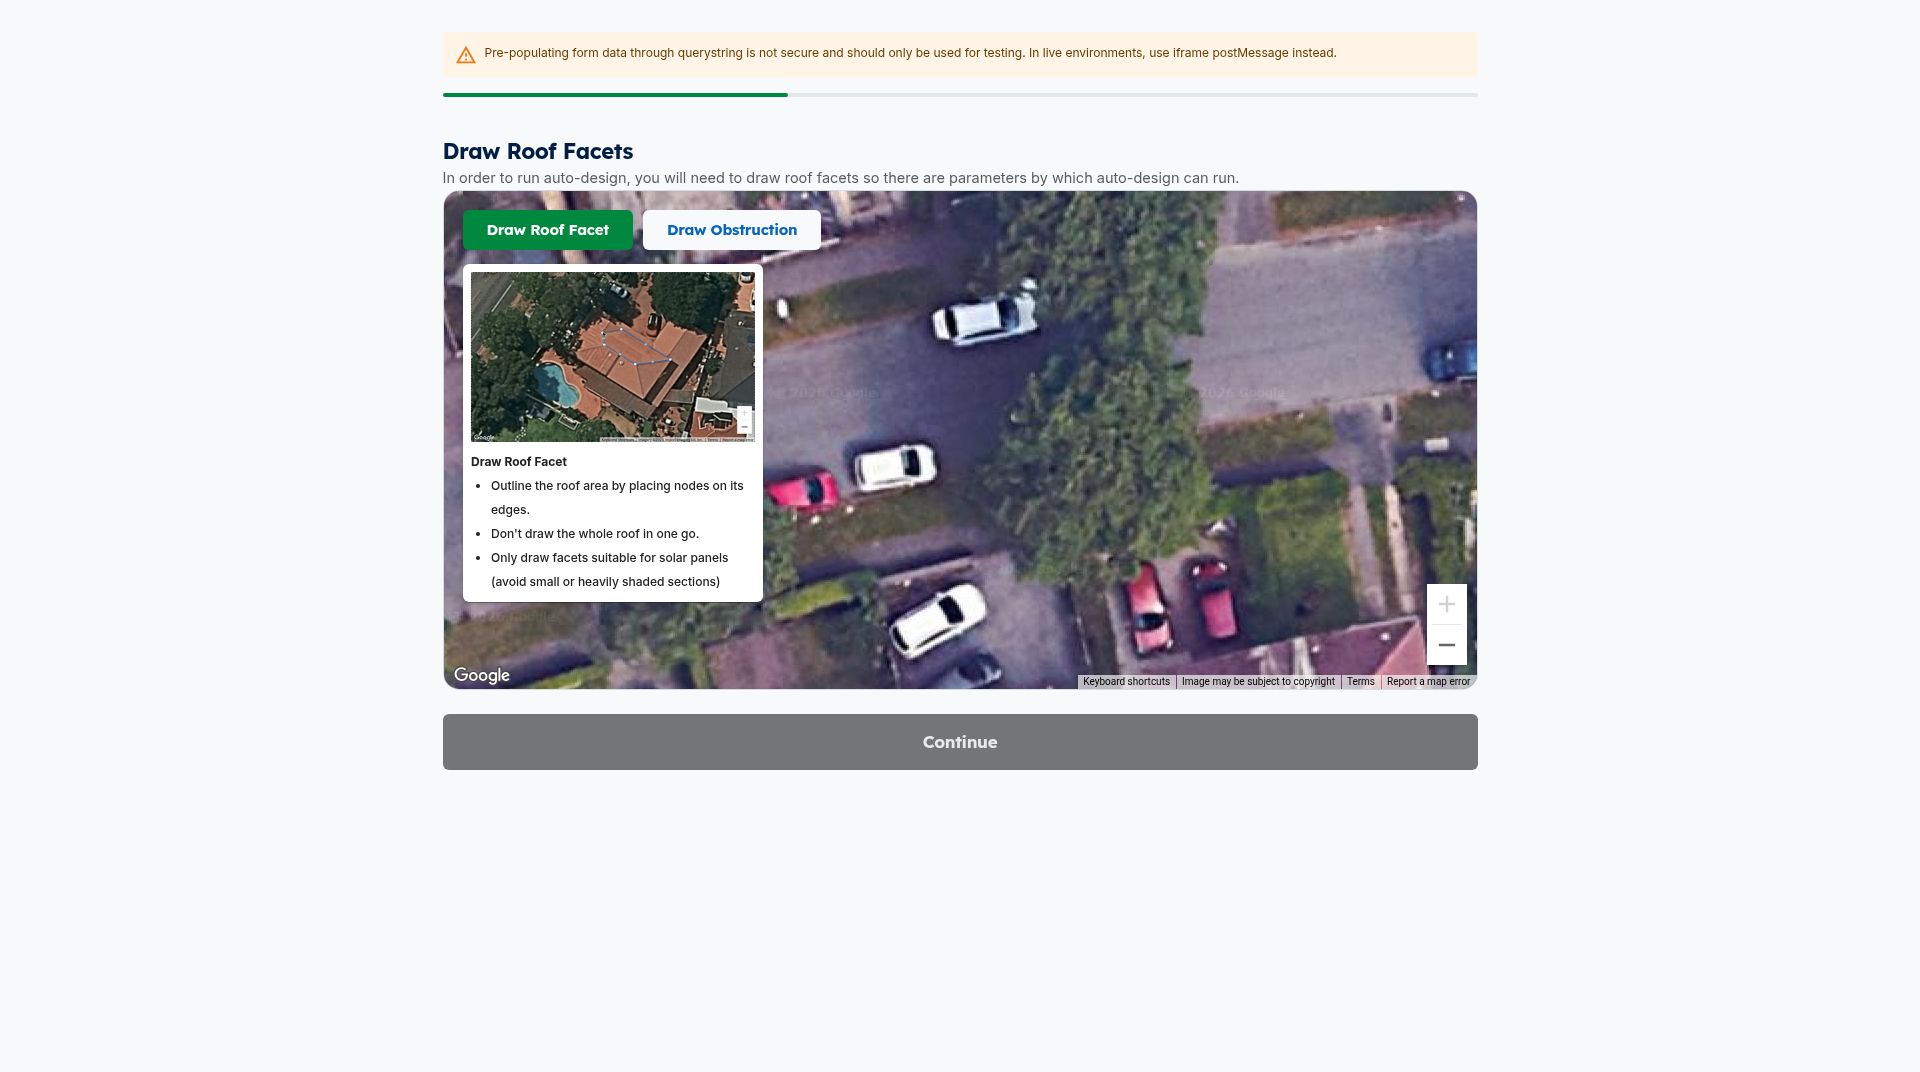 Pre-populating form data through querystring is not secure and should only be used for testing. In live environments, use iframe postMessage instead.
Draw Roof Facets
In order to run auto-design, you will need to draw roof facets so there are parameters by which auto-design can run.
Draw Roof Facet
Draw Obstruction
Google
Draw Roof Facet
• Outline the roof area by placing nodes on its
edges.
• Don't draw the whole roof in one go.
• Only draw facets suitable for solar panels
(avoid small or heavily shaded sections)
2026 Google
2026 Google
Google
Keyboard shortcuts
Image may be subject to copyright
Terms
Report a map error
Continue